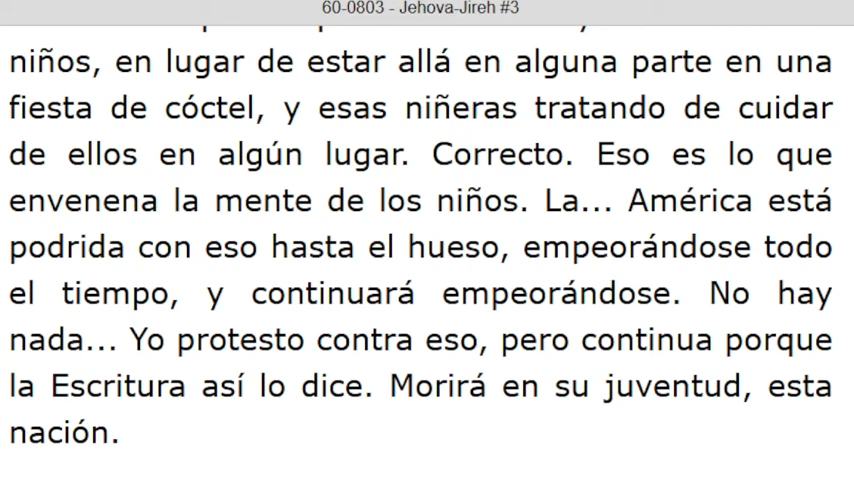 60-0803 - Jehova-Jireh #3
niños, en lugar de estar allá en alguna parte en una
fiesta de cóctel, y esas niñeras tratando de cuidar
de ellos en algún lugar. Correcto. Eso es lo que
envenena la mente de los niños. La... América está
podrida con eso hasta el hueso, empeorándose todo
el tiempo, y continuará empeorándose. No hay
nada... Yo protesto contra eso, pero continua porque
la Escritura así lo dice. Morirá en su juventud, esta
nación.